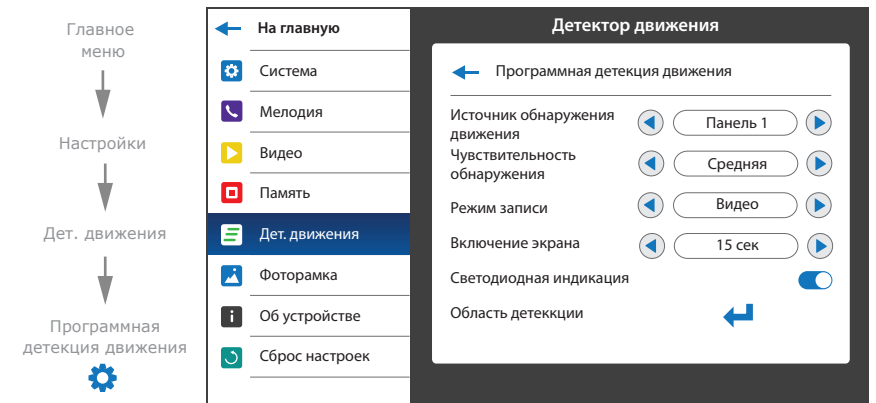 Главное
меню
Настройки
Дет. движения
Программная
детекция движения
На главную
Система
Мелодия
Видео
Память
Дет. движения
Фоторамка
Об устройстве
Сброс настроек
Детектор движения
Программная детекция движения
Источник обнаружения
движения
Панель 1
Чувствительность
обнаружения
Средняя
Режим записи
Видео
Включение экрана
15 сек
Светодиодная индикация
Область детеккции